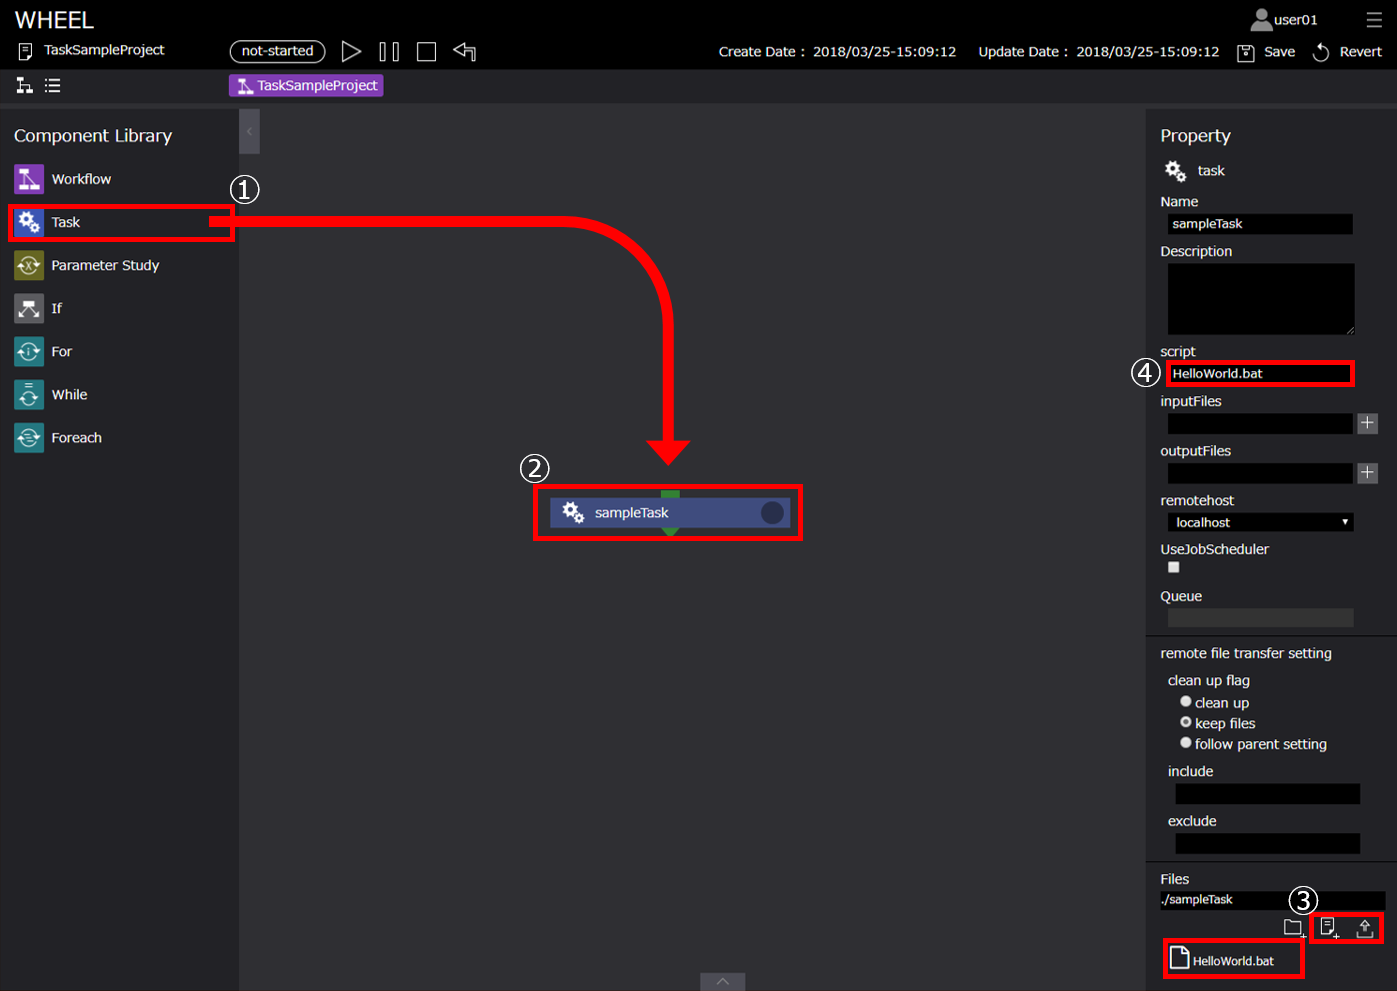 WHEEL
user01
TaskSampleProject
not-started
Create Date : 2018/03/25-15:09:12
Update Date : 2018/03/25-15:09:12
Save
Revert
TaskSampleProject
Component Library
Workflow
①
Task
Parameter Study
If
For
While
Foreach
②
sampleTask
Property
task
Name
sampleTask
Description
script
④
HelloWorld.bat
inputFiles
outputFiles
remotehost
localhost
UseJobScheduler
Queue
remote file transfer setting
clean up flag
clean up
keep files
follow parent setting
include
exclude
Files
./sampleTask
③
HelloWorld.bat